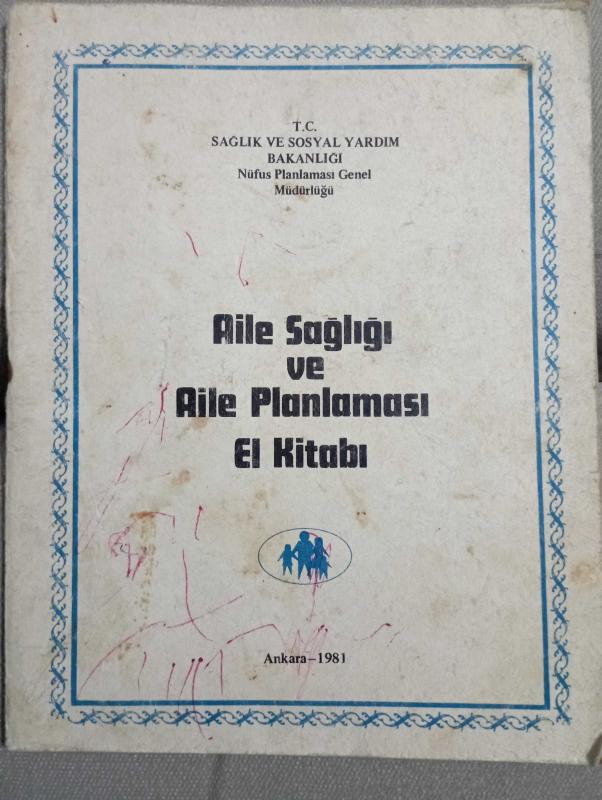 T.C.
SAĞLIK VE SOSYAL YARDIM
BAKANLIĞI
Nüfus Planlaması Genel
Müdürlüğü
Aile Sağlığı
ve
Aile Planlaması
El Kitabı
Ankara–1981